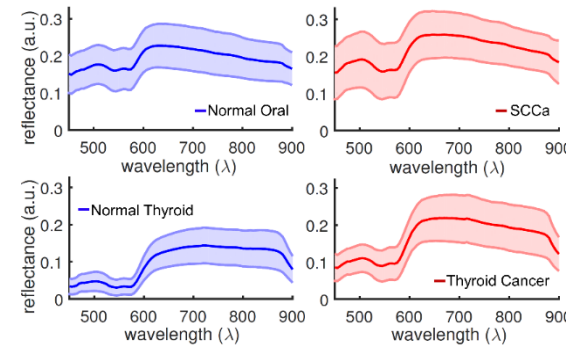 reflectance (a.u.)
0.3
0.2
0.1
0
500 600 700 800 900
wavelength (λ)
Normal Oral
0.3
0.2
0.1
0
500 600 700 800 900
wavelength (λ)
SCCa
reflectance (a.u.)
0.3
0.2
0.1
0
500 600 700 800 900
wavelength (λ)
Normal Thyroid
0.3
0.2
0.1
0
500 600 700 800 900
wavelength (λ)
Thyroid Cancer